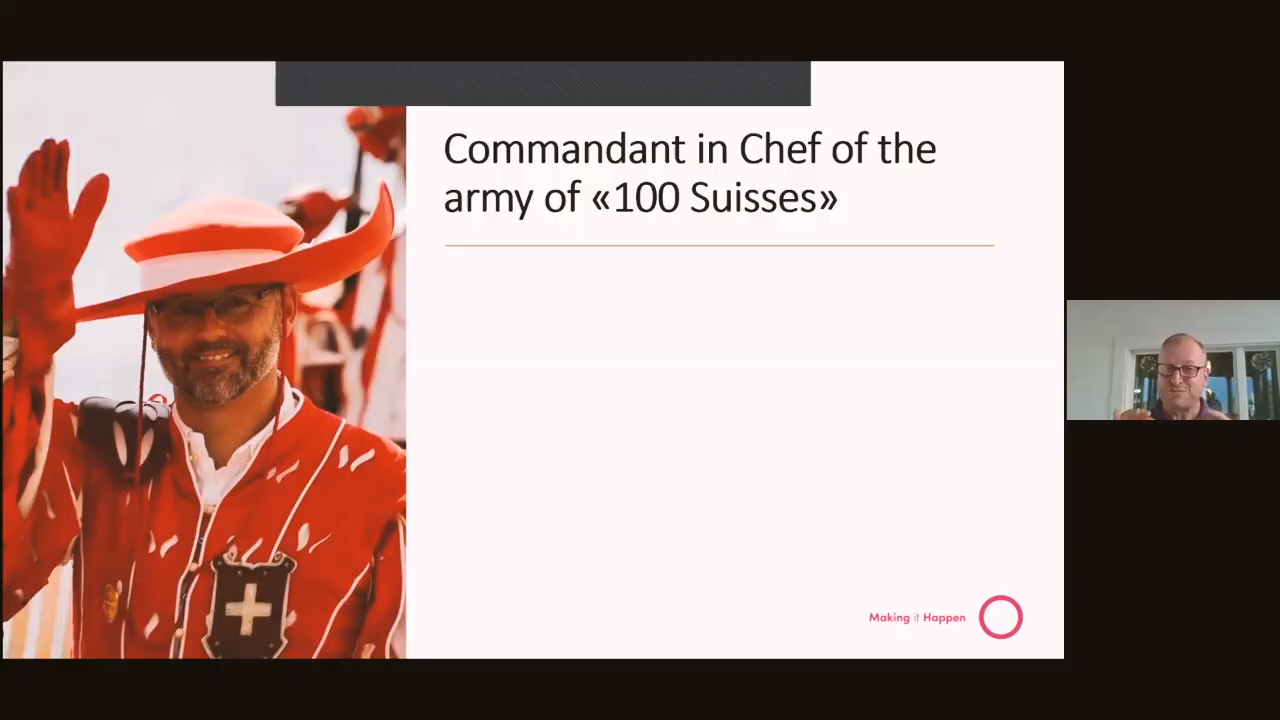 Commandant in Chef of the
army of «100 Suisses»
Making it Happen